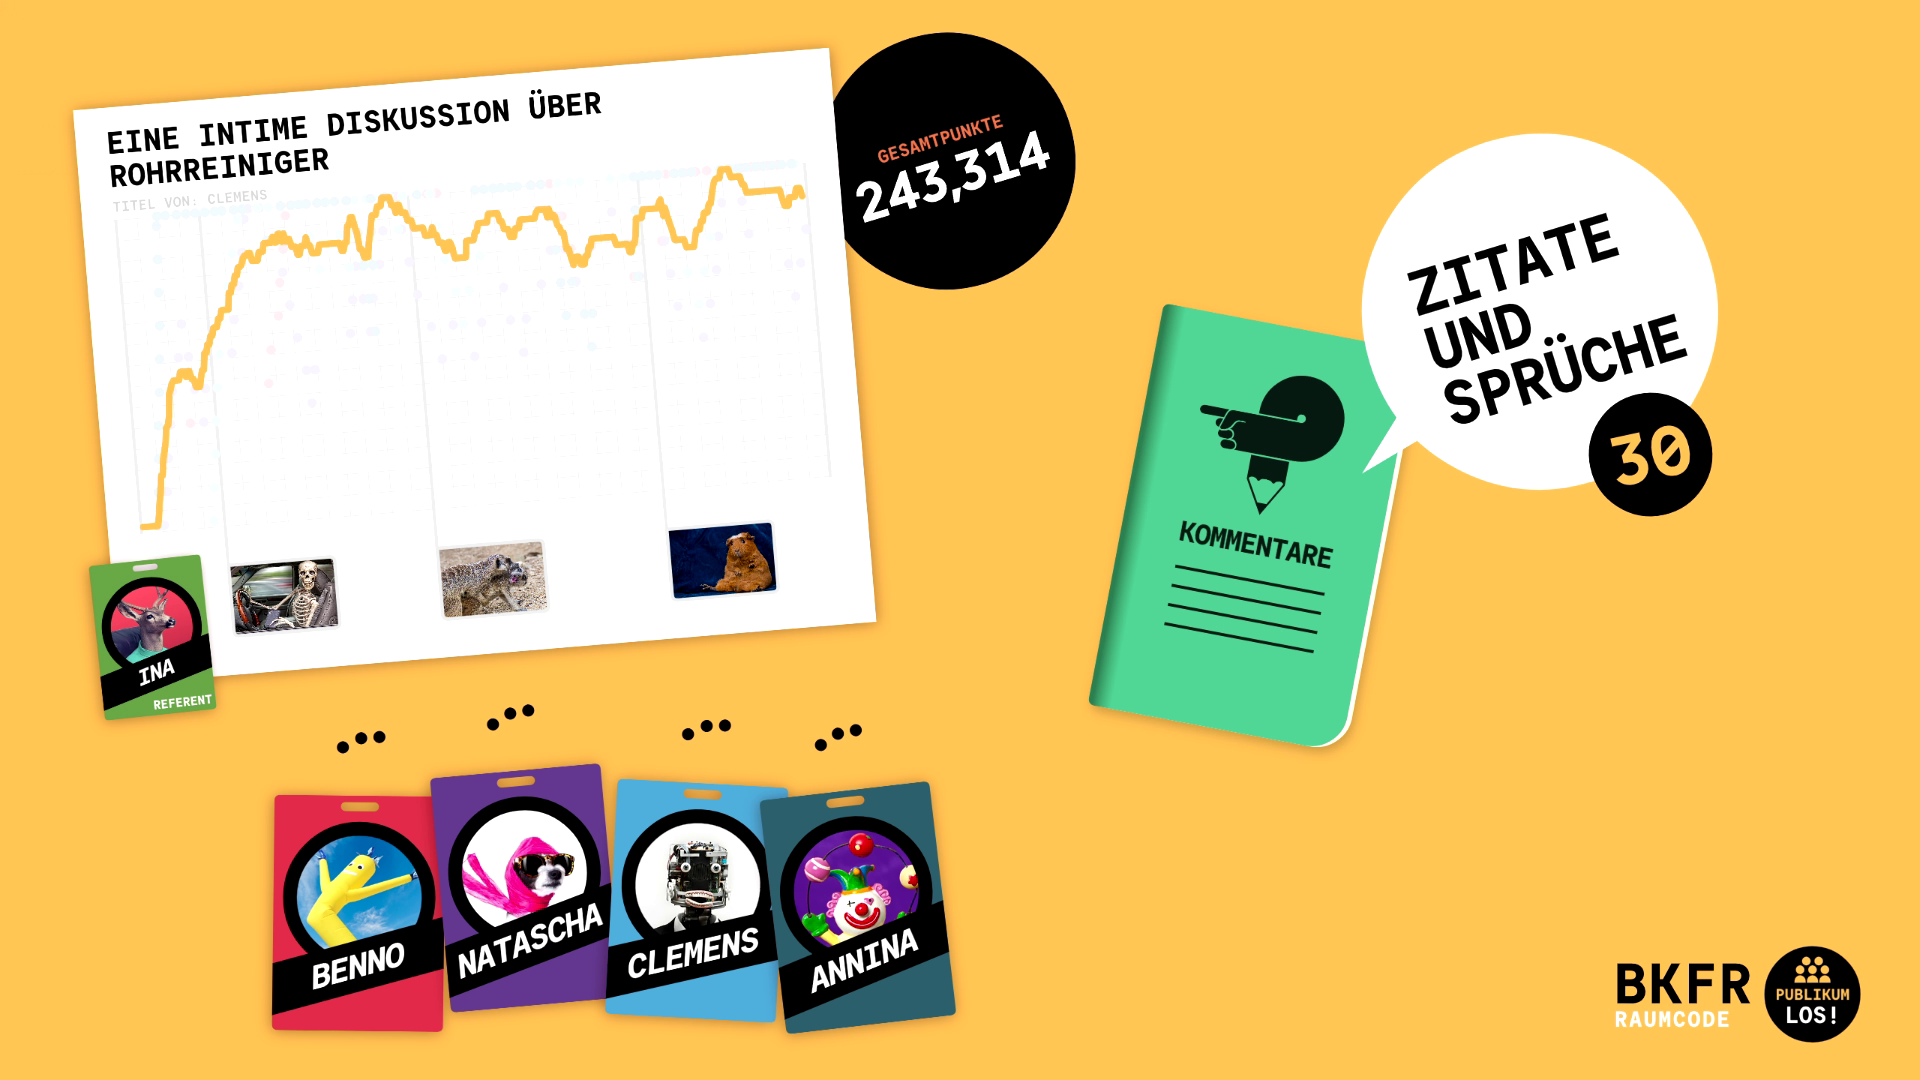 EINE INTIME DISKUSSION ÜBER
ROHRREINIGER
TITEL VON: CLEMENS
GESAMTPUNKTE
243,314
INA
REFERENT
ZITATE
UND
SPRÜCHE
30
KOMMENTARE
BENNO
NATASCHA
CLEMENS
ANNINA
BKFR
RAUMCODE
PUBLIKUM
LOS!